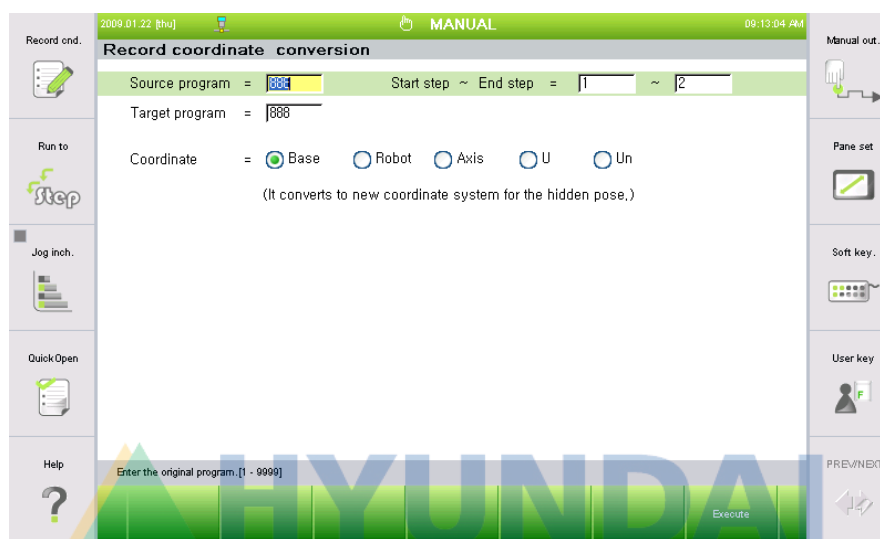 2009.01.22 [thu] MANUAL 09:13:04 AM
Record coordinate conversion
Record cnd.
Run to
Step
Jog inch.
Quick Open
Help
Source program = 888 Start step ~ End step = 1 ~ 2
Target program = 888
Coordinate = Base Robot Axis U Un
(It converts to new coordinate system for the hidden pose,)
Enter the original program.[1 - 9999]
HYUNDAI
Execute
Manual out.
Pane set
Soft key.
User key
F
PREV/NEXT